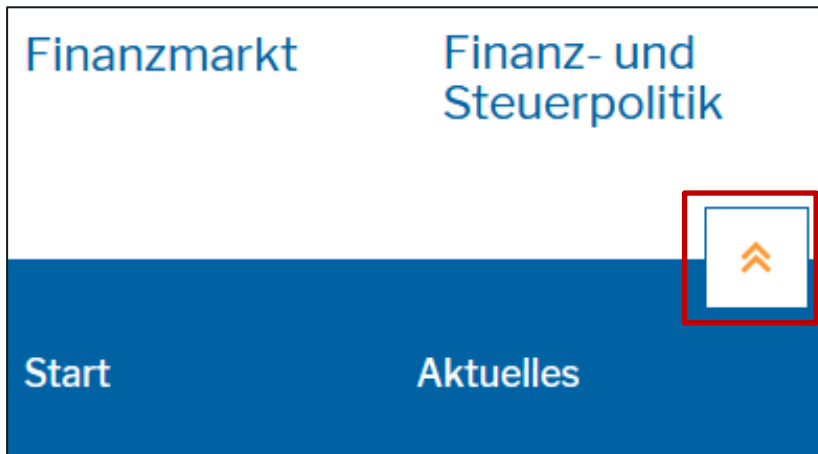 Finanzmarkt
Finanz- und
Steuerpolitik
Start
Aktuelles